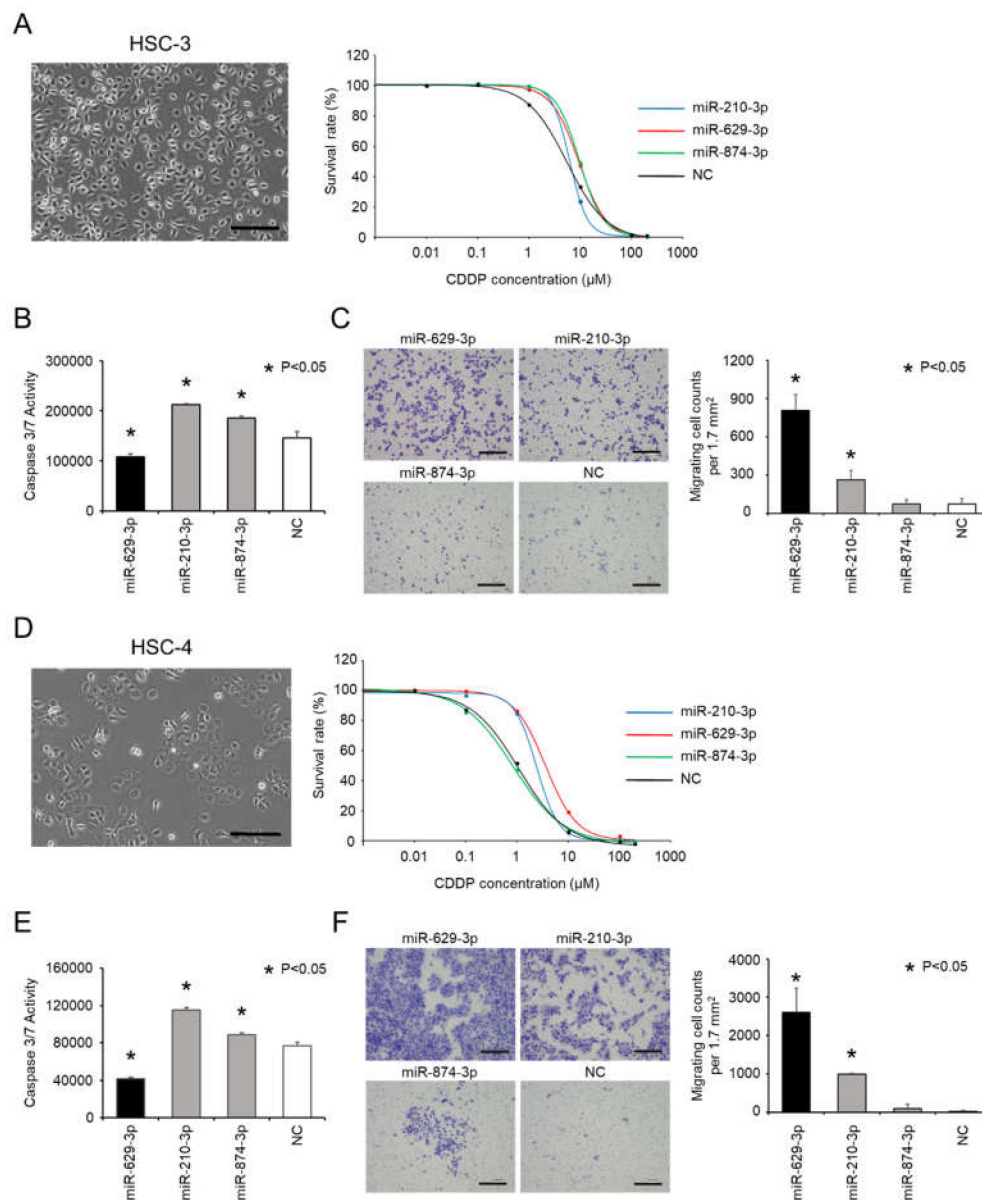 A
HSC-3
120
100
80
60
40
20
0
Survival rate (%)
0.01
0.1
1
10
100
1000
CDDP concentration (µM)
miR-210-3p
miR-629-3p
miR-874-3p
NC
B
300000
200000
100000
0
Caspase 3/7 Activity
* P<0.05
*
*
*
miR-629-3p
miR-210-3p
miR-874-3p
NC
C
miR-629-3p
miR-210-3p
miR-874-3p
NC
1200
900
600
300
0
Migrating cell counts
per 1.7 mm²
* P<0.05
*
*
miR-629-3p
miR-210-3p
miR-874-3p
NC
D
HSC-4
120
100
80
60
40
20
0
Survival rate (%)
0.01
0.1
1
10
100
1000
CDDP concentration (µM)
miR-210-3p
miR-629-3p
miR-874-3p
NC
E
160000
120000
80000
40000
0
Caspase 3/7 Activity
* P<0.05
*
*
*
miR-629-3p
miR-210-3p
miR-874-3p
NC
F
miR-629-3p
miR-210-3p
miR-874-3p
NC
4000
3000
2000
1000
0
Migrating cell counts
per 1.7 mm²
* P<0.05
*
*
miR-629-3p
miR-210-3p
miR-874-3p
NC